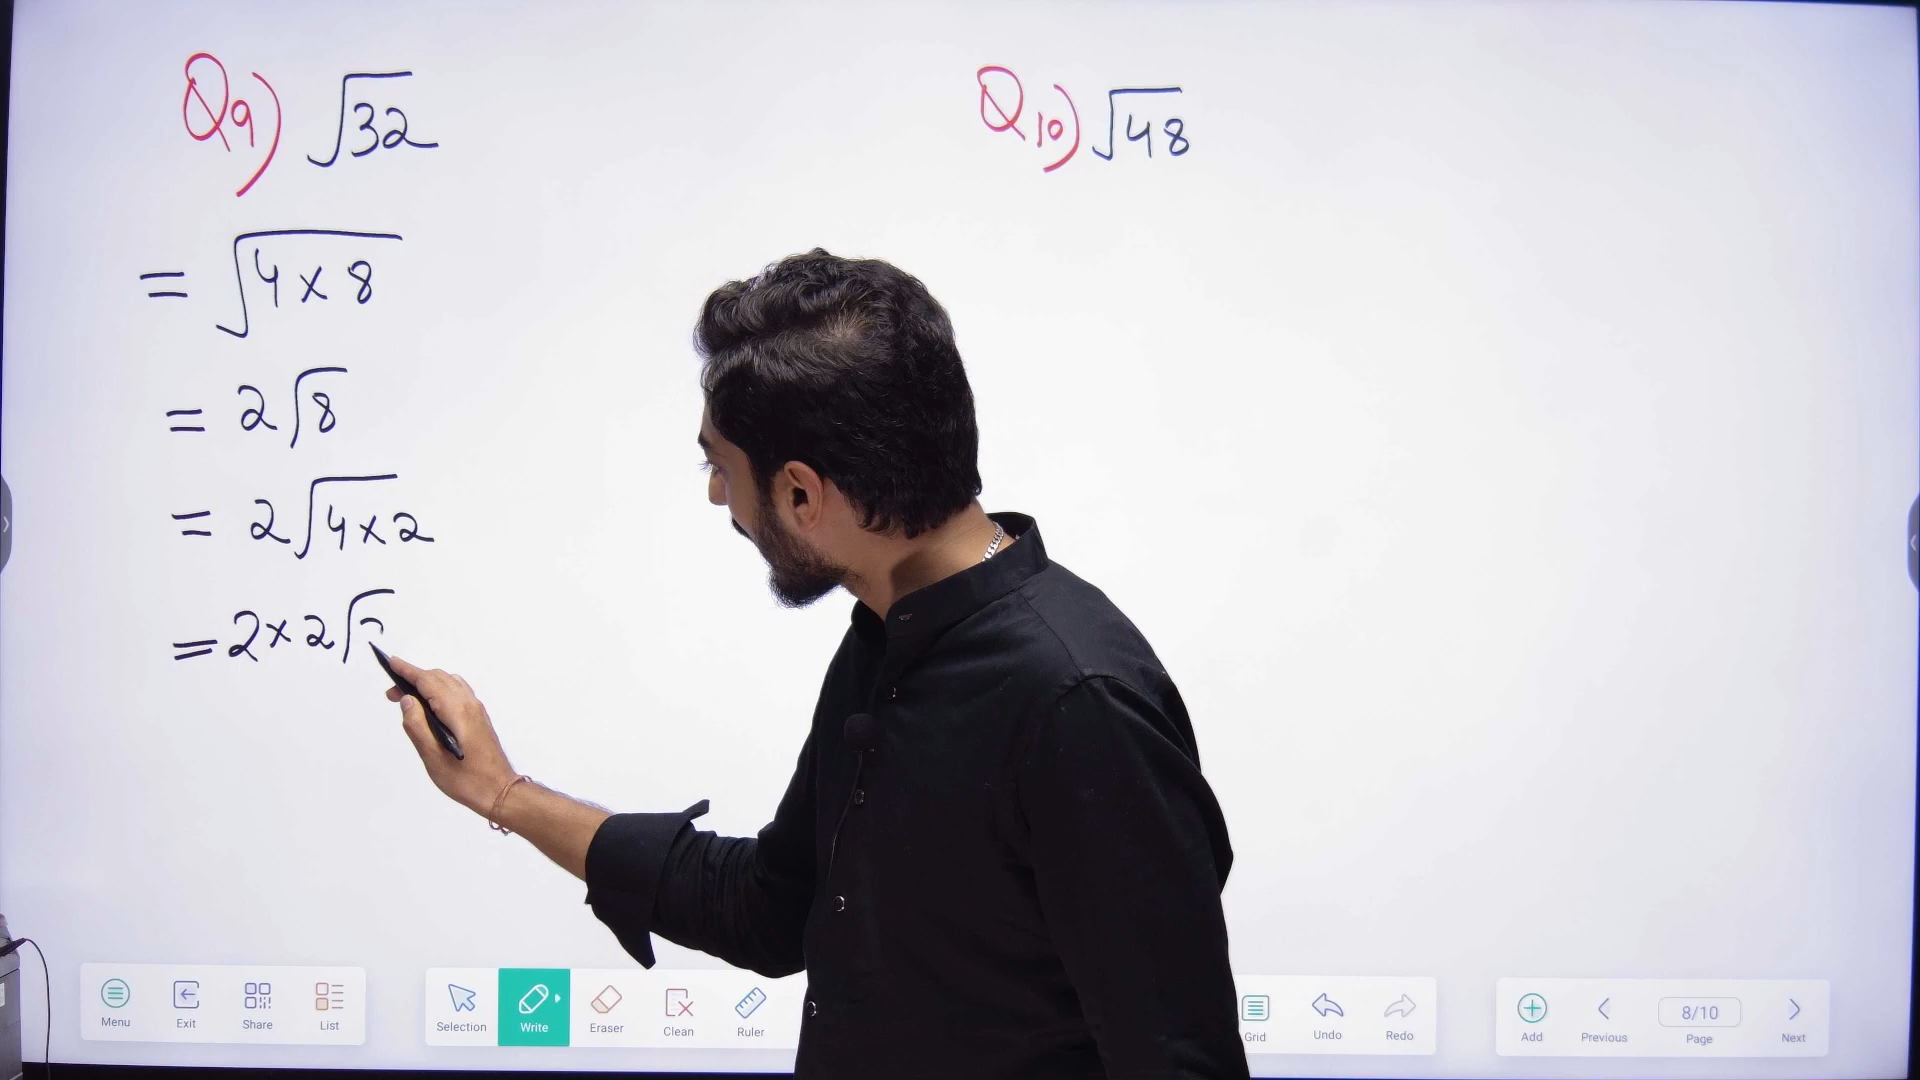 Q9) √32
= √4 × 8
= 2√8
= 2√4×2
= 2×2√
Q10) √48
Menu
Exit
Share
List
Selection
Write
Eraser
Clean
Ruler
Grid
Undo
Redo
Add
Previous
8/10
Page
Next